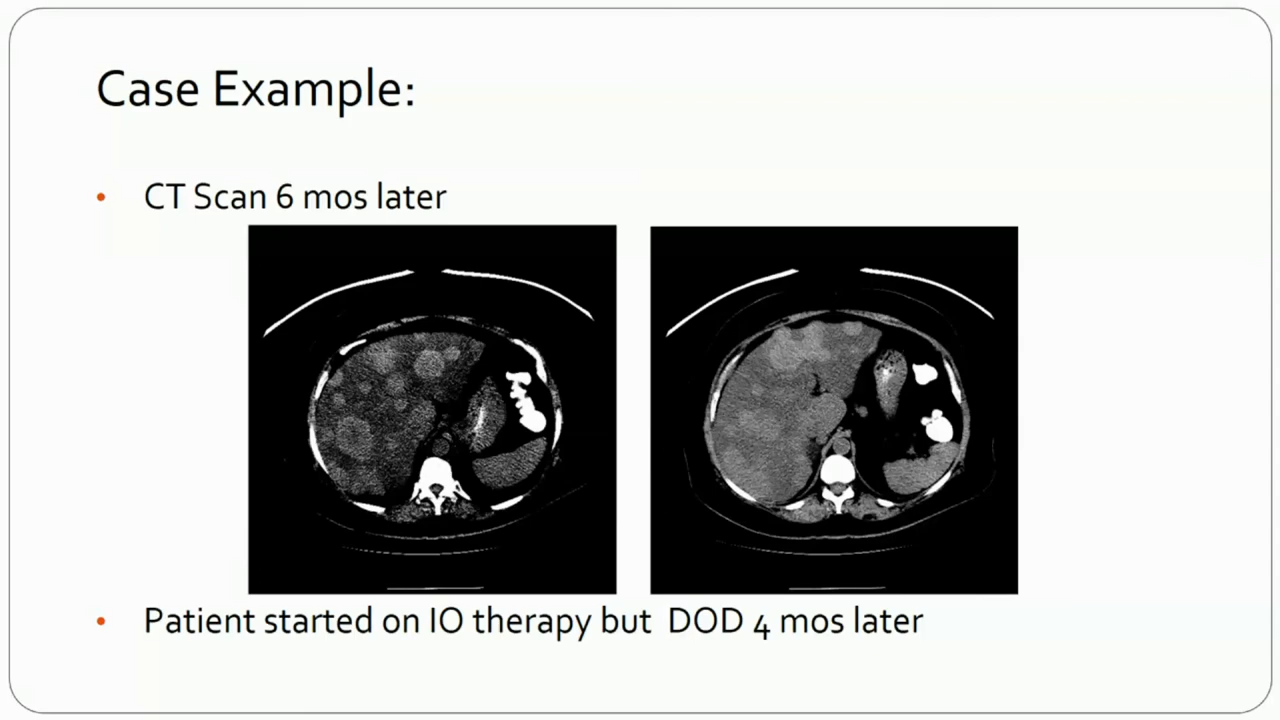 Case Example:
• CT Scan 6 mos later
• Patient started on IO therapy but DOD 4 mos later